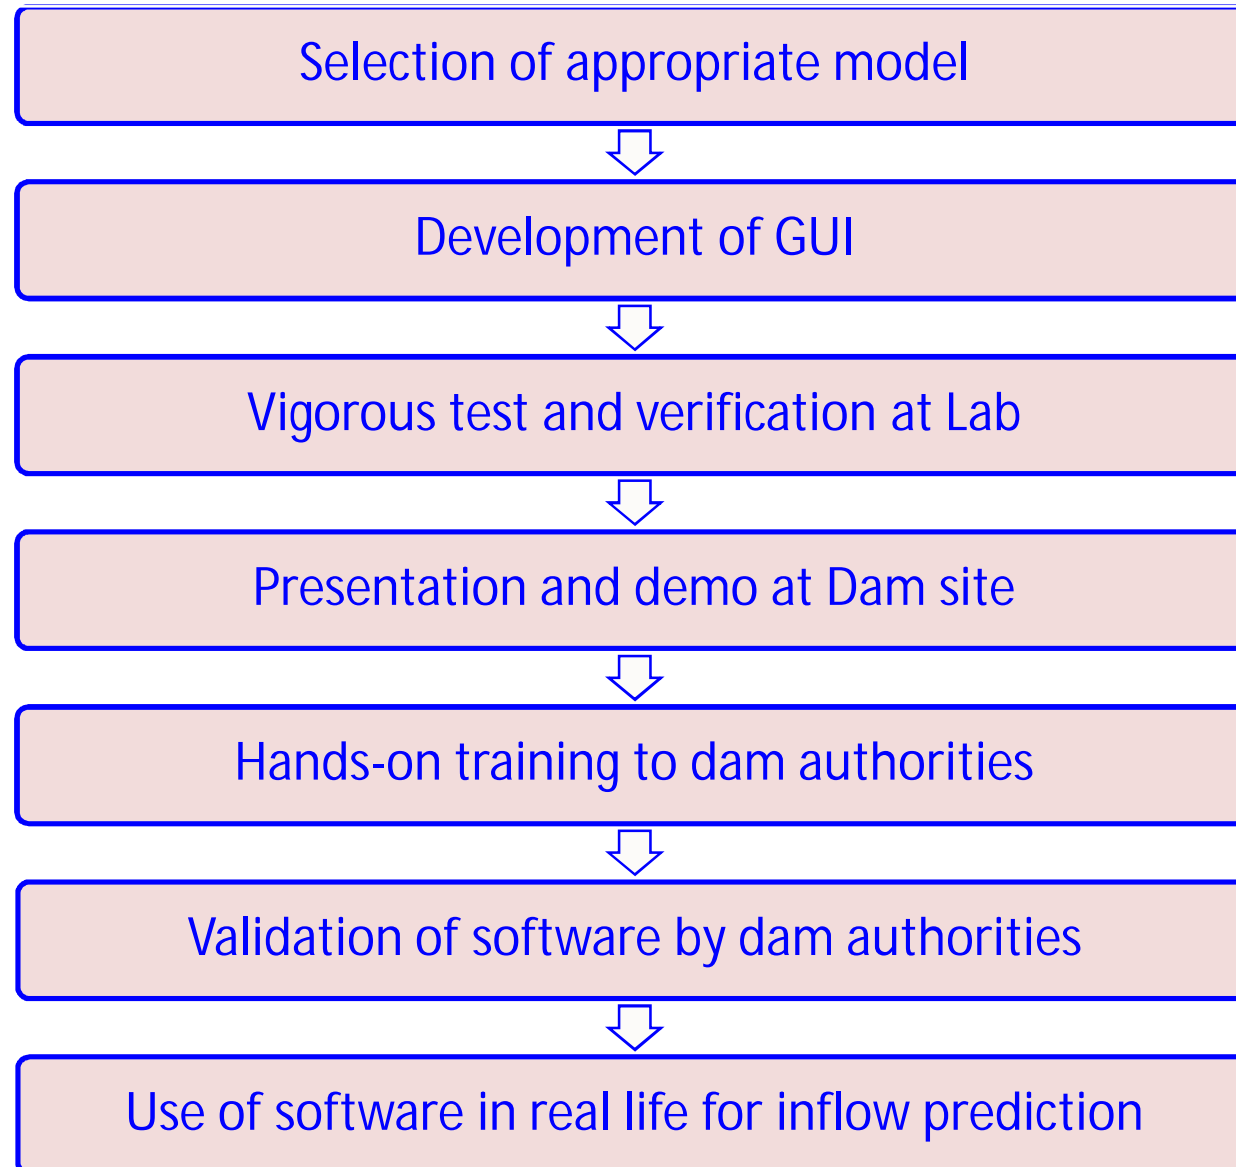 Selection of appropriate model
Development of GUI
Vigorous test and verification at Lab
Presentation and demo at Dam site
Hands-on training to dam authorities
Validation of software by dam authorities
Use of software in real life for inflow prediction